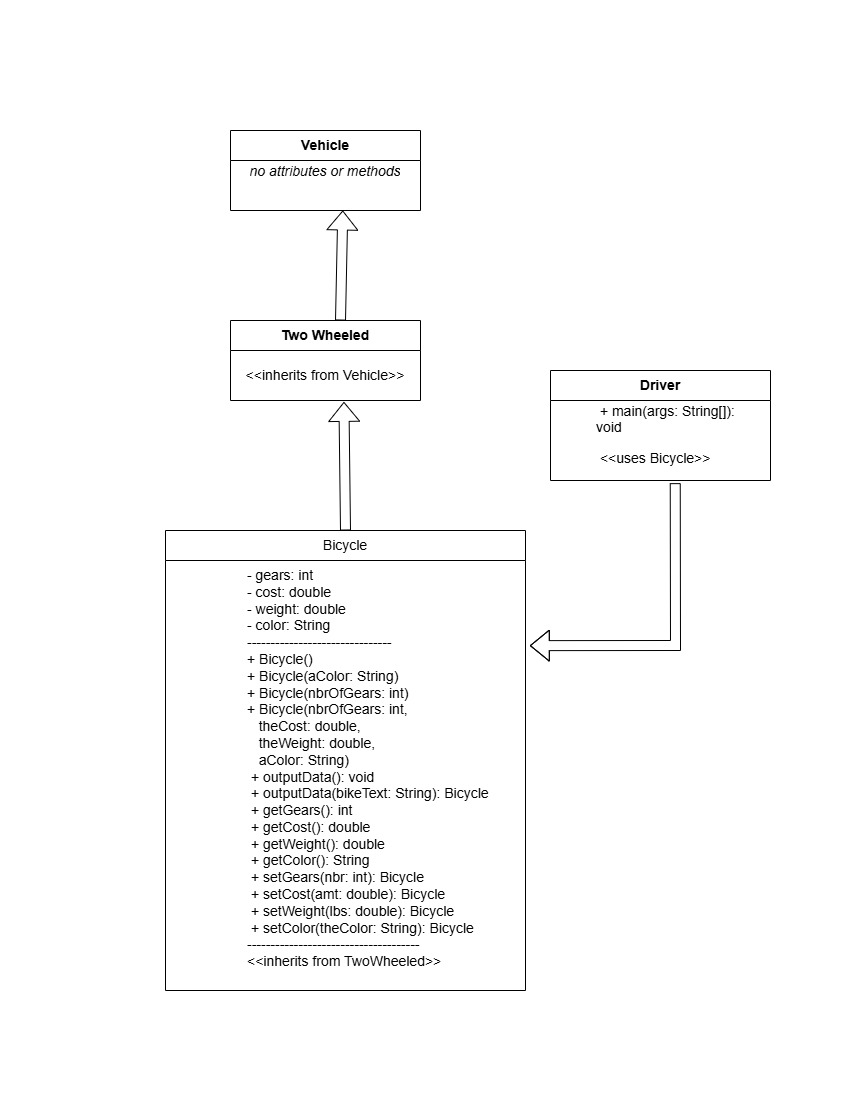 Vehicle
no attributes or methods
Two Wheeled
<<inherits from Vehicle>>
Driver
+ main(args: String[]):
void
<<uses Bicycle>>
Bicycle
- gears: int
- cost: double
- weight: double
- color: String
-------------------------------
+ Bicycle()
+ Bicycle(aColor: String)
+ Bicycle(nbrOfGears: int)
+ Bicycle(nbrOfGears: int,
theCost: double,
theWeight: double,
aColor: String)
+ outputData(): void
+ outputData(bikeText: String): Bicycle
+ getGears(): int
+ getCost(): double
+ getWeight(): double
+ getColor(): String
+ setGears(nbr: int): Bicycle
+ setCost(amt: double): Bicycle
+ setWeight(lbs: double): Bicycle
+ setColor(theColor: String): Bicycle
-------------------------------------
<<inherits from TwoWheeled>>